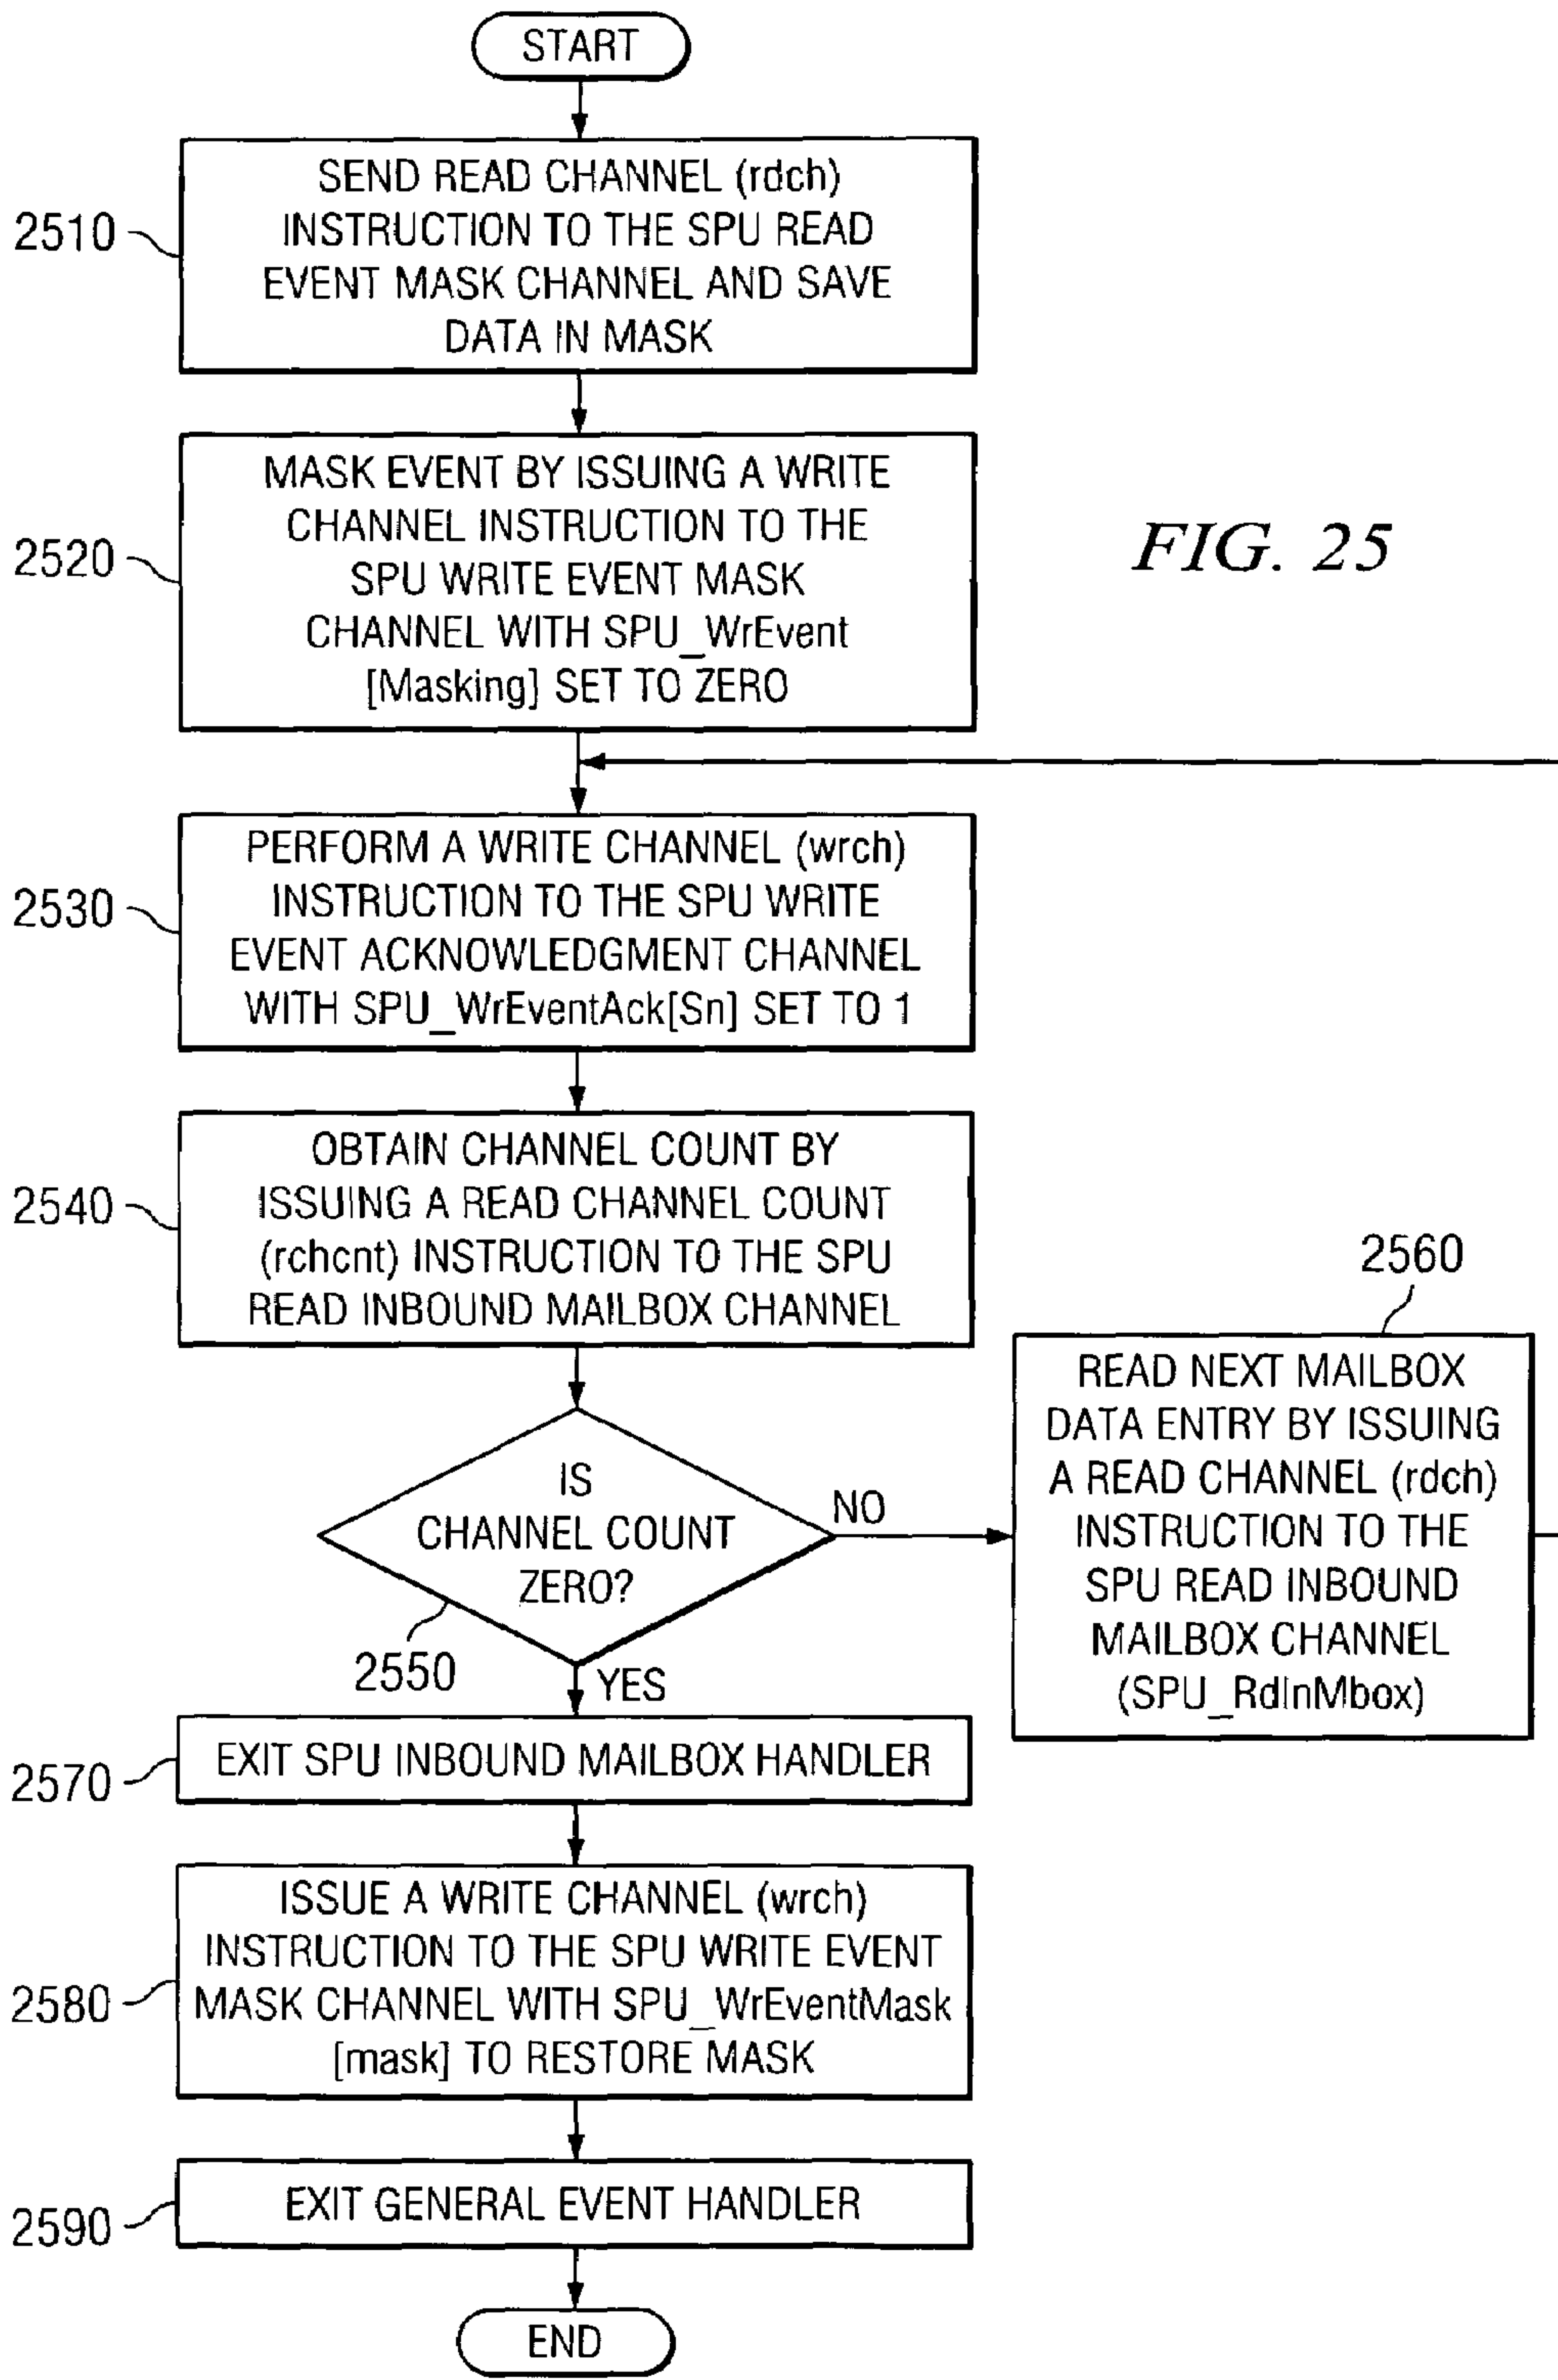 START
2510
SEND READ CHANNEL (rdch)
INSTRUCTION TO THE SPU READ
EVENT MASK CHANNEL AND SAVE
DATA IN MASK
2520
MASK EVENT BY ISSUING A WRITE
CHANNEL INSTRUCTION TO THE
SPU WRITE EVENT MASK
CHANNEL WITH SPU_WrEvent
[Masking] SET TO ZERO
FIG. 25
2530
PERFORM A WRITE CHANNEL (wrch)
INSTRUCTION TO THE SPU WRITE
EVENT ACKNOWLEDGMENT CHANNEL
WITH SPU_WrEventAck[Sn] SET TO 1
2540
OBTAIN CHANNEL COUNT BY
ISSUING A READ CHANNEL COUNT
(rchcnt) INSTRUCTION TO THE SPU
READ INBOUND MAILBOX CHANNEL
IS
CHANNEL COUNT
ZERO?
2550
NO
YES
2560
READ NEXT MAILBOX
DATA ENTRY BY ISSUING
A READ CHANNEL (rdch)
INSTRUCTION TO THE
SPU READ INBOUND
MAILBOX CHANNEL
(SPU_RdInMbox)
2570
EXIT SPU INBOUND MAILBOX HANDLER
2580
ISSUE A WRITE CHANNEL (wrch)
INSTRUCTION TO THE SPU WRITE EVENT
MASK CHANNEL WITH SPU_WrEventMask
[mask] TO RESTORE MASK
2590
EXIT GENERAL EVENT HANDLER
END